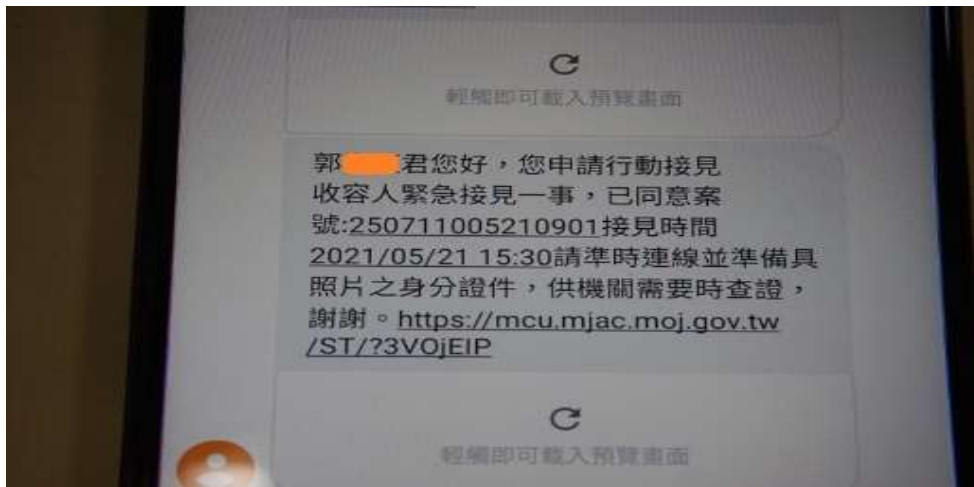 輕觸即可載入預覽畫面
郭 君您好，您申請行動接見
收容人緊急接見一事，已同意案
號:250711005210901接見時間
2021/05/21 15:30請準時連線並準備具
照片之身分證件，供機關需要時查證，
謝謝。https://mcu.mjac.moj.gov.tw
/ST/?3VOjEIP
輕觸即可載入預覽畫面